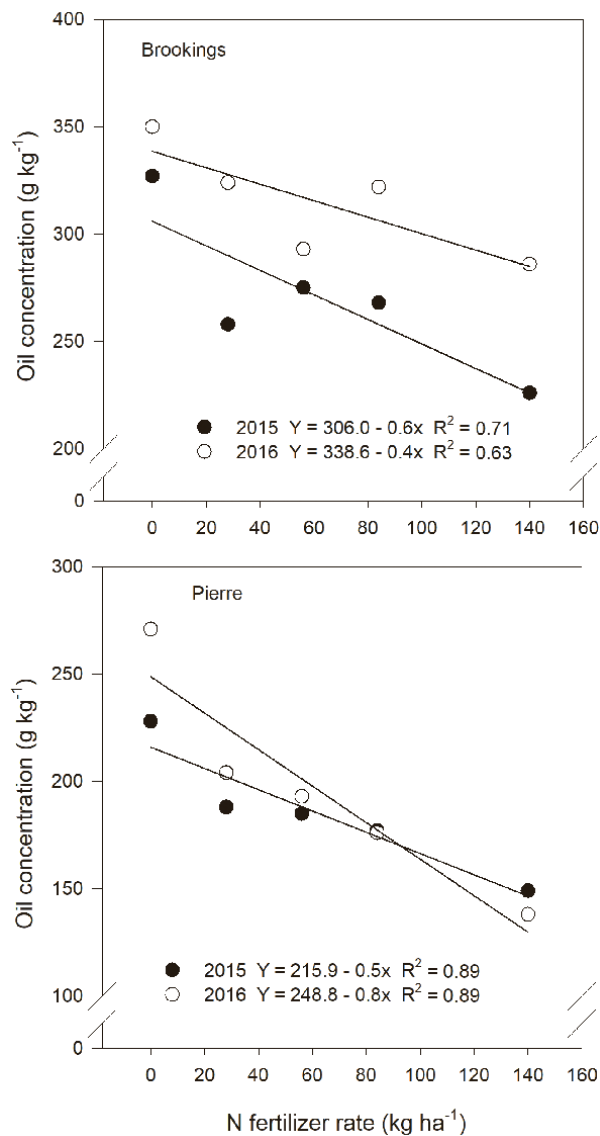 400
Brookings
350
300
250
200
0
Oil concentration (g kg⁻¹)
2015 Y = 306.0 - 0.6x R² = 0.71
2016 Y = 338.6 - 0.4x R² = 0.63
0 20 40 60 80 100 120 140 160
300
Pierre
250
200
150
100
0
Oil concentration (g kg⁻¹)
2015 Y = 215.9 - 0.5x R² = 0.89
2016 Y = 248.8 - 0.8x R² = 0.89
0 20 40 60 80 100 120 140 160
N fertilizer rate (kg ha⁻¹)